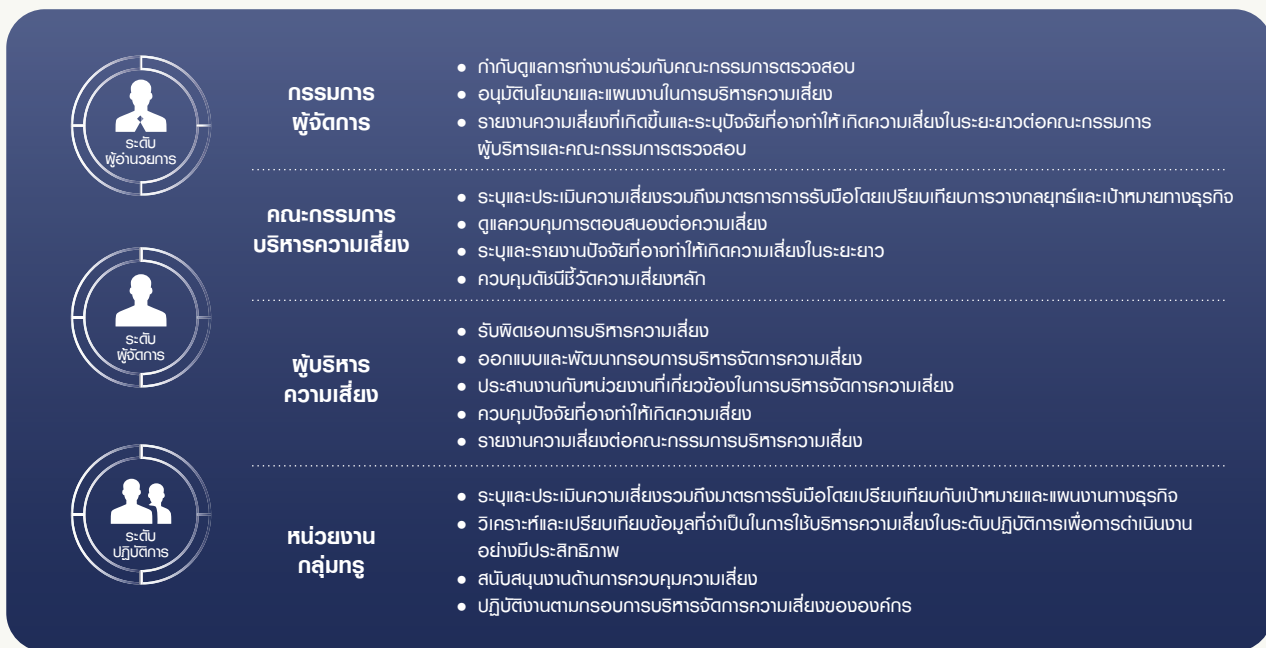 ระดับ
ผู้อำนวยการ
กรรมการ
ผู้จัดการ
● กำกับดูแลการทำงานร่วมกับคณะกรรมการตรวจสอบ
● อนุมัตินโยบายและแผนงานในการบริหารความเสี่ยง
● รายงานความเสี่ยงที่เกิดขึ้นและระบุปัจจัยที่อาจทำให้เกิดความเสี่ยงในระยะยาวต่อคณะกรรมการ
ผู้บริหารและคณะกรรมการตรวจสอบ
คณะกรรมการ
บริหารความเสี่ยง
● ระบุและประเมินความเสี่ยงรวมถึงมาตรการการรับมือโดยเปรียบเทียบการวางกลยุทธ์และเป้าหมายทางธุรกิจ
● ดูแลควบคุมการตอบสนองต่อความเสี่ยง
● ระบุและรายงานปัจจัยที่อาจทำให้เกิดความเสี่ยงในระยะยาว
● ควบคุมดัชนีชี้วัดความเสี่ยงหลัก
ระดับ
ผู้จัดการ
ผู้บริหาร
ความเสี่ยง
● รับผิดชอบการบริหารความเสี่ยง
● ออกแบบและพัฒนากรอบการบริหารจัดการความเสี่ยง
● ประสานงานกับหน่วยงานที่เกี่ยวข้องในการบริหารจัดการความเสี่ยง
● ควบคุมปัจจัยที่อาจทำให้เกิดความเสี่ยง
● รายงานความเสี่ยงต่อคณะกรรมการบริหารความเสี่ยง
ระดับ
ปฏิบัติการ
หน่วยงาน
กลุ่มทรู
● ระบุและประเมินความเสี่ยงรวมถึงมาตรการรับมือโดยเปรียบเทียบกับเป้าหมายและแผนงานทางธุรกิจ
● วิเคราะห์และเปรียบเทียบข้อมูลที่จำเป็นในการใช้บริหารความเสี่ยงในระดับปฏิบัติการเพื่อการดำเนินงาน
อย่างมีประสิทธิภาพ
● สนับสนุนงานด้านการควบคุมความเสี่ยง
● ปฏิบัติงานตามกรอบการบริหารจัดการความเสี่ยงขององค์กร